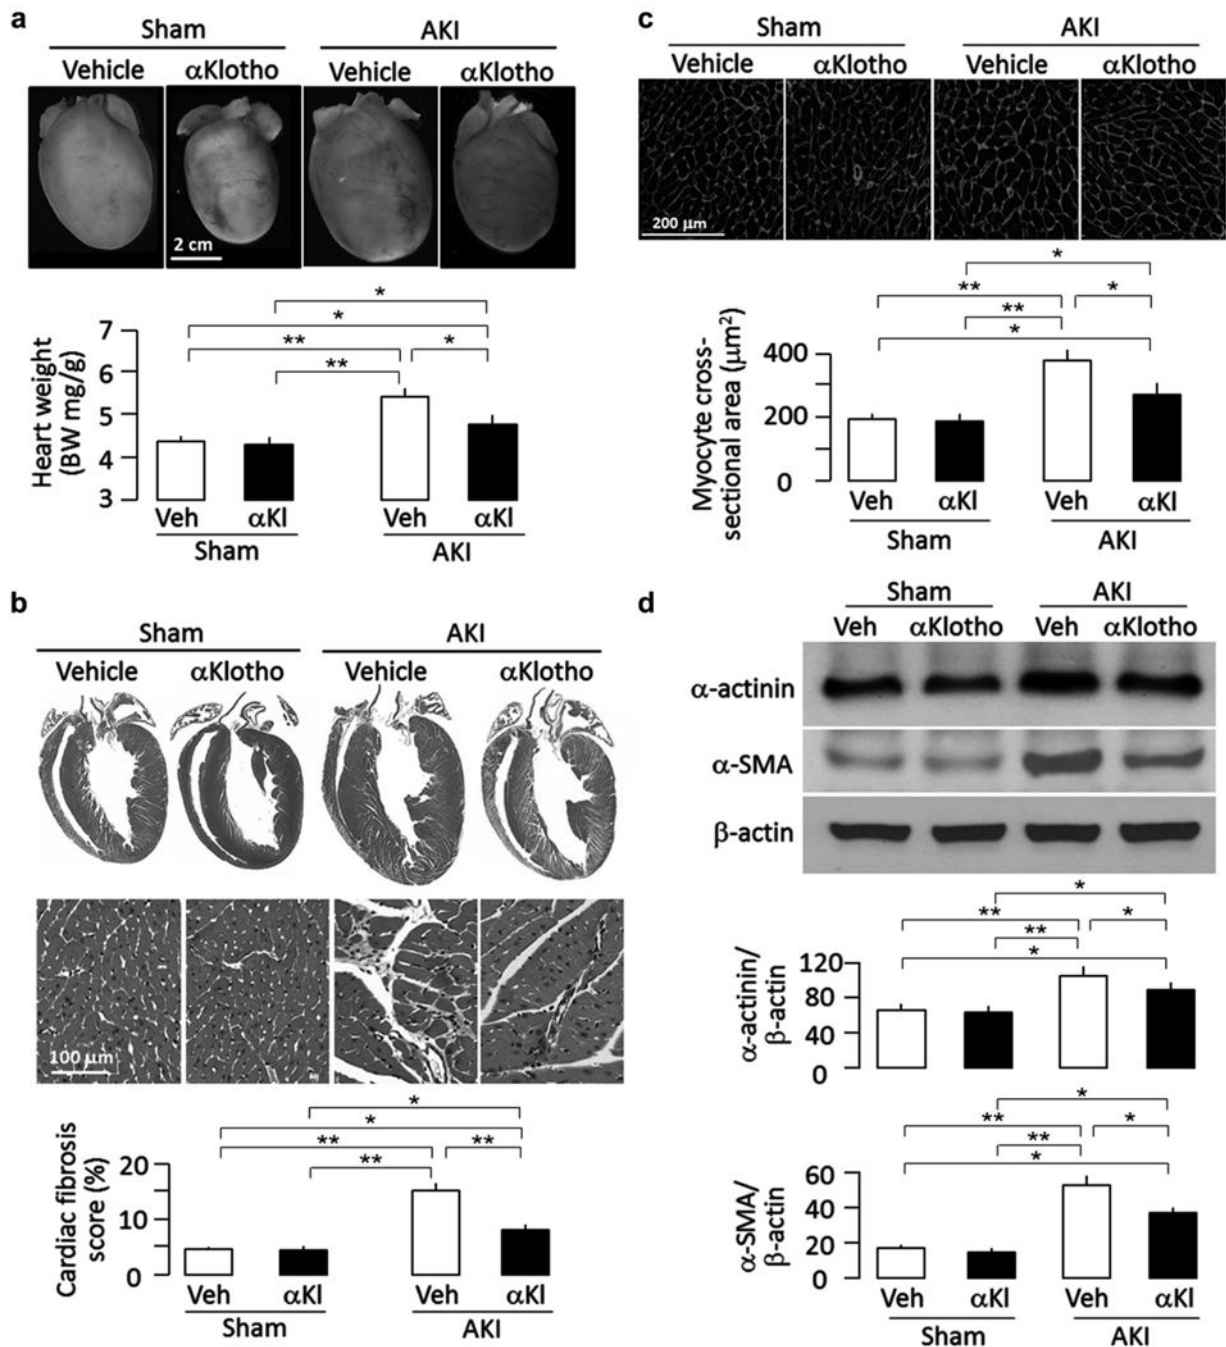 a
Sham AKI
Vehicle αKlotho Vehicle αKlotho
2 cm
*
*
** *
**
Heart weight
(BW mg/g)
7
6
5
4
3
Veh αKl Veh αKl
Sham AKI
b
Sham AKI
Vehicle αKlotho Vehicle αKlotho
100 μm
*
*
** **
**
Cardiac fibrosis
score (%)
20
10
0
Veh αKl Veh αKl
Sham AKI
c
Sham AKI
Vehicle αKlotho Vehicle αKlotho
200 μm
*
** *
**
*
Myocyte cross-
sectional area (μm²)
400
200
0
Veh αKl Veh αKl
Sham AKI
d
Sham AKI
Veh αKlotho Veh αKlotho
α-actinin
α-SMA
β-actin
*
** *
**
*
α-actinin/
β-actin
120
80
40
0
*
** *
**
*
α-SMA/
β-actin
60
40
20
0
Veh αKl Veh αKl
Sham AKI